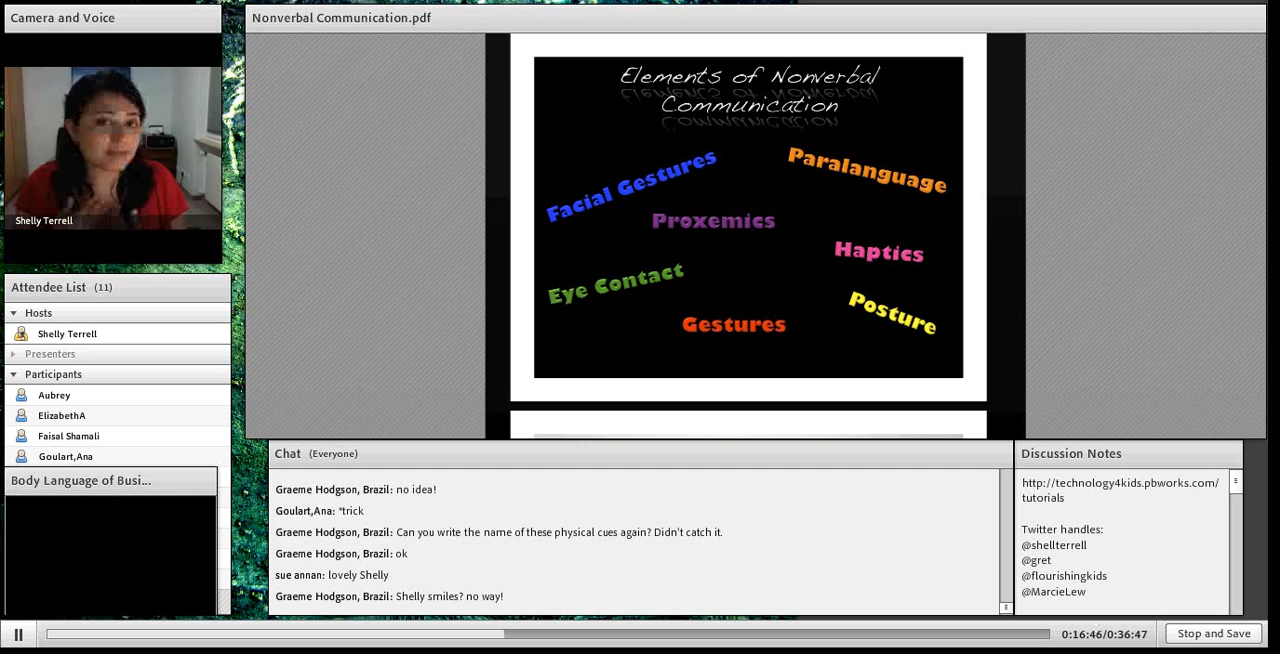 Camera and Voice
Shelly Terrell
Attendee List (11)
Hosts
Shelly Terrell
Presenters
Participants
Aubrey
ElizabethA
Faisal Shamali
Goulart,Ana
Body Language of Busi...
Nonverbal Communication.pdf
Elements of Nonverbal
Communication
Facial Gestures
Paralanguage
Proxemics
Haptics
Eye Contact
Posture
Gestures
Chat (Everyone)
Graeme Hodgson, Brazil: no idea!
Goulart,Ana: *trick
Graeme Hodgson, Brazil: Can you write the name of these physical cues again? Didn't catch it.
Graeme Hodgson, Brazil: ok
sue annan: lovely Shelly
Graeme Hodgson, Brazil: Shelly smiles? no way!
Discussion Notes
http://technology4kids.pbworks.com/
tutorials
Twitter handles:
@shellterrell
@gret
@flourishingkids
@MarcieLew
0:16:46/0:36:47
Stop and Save